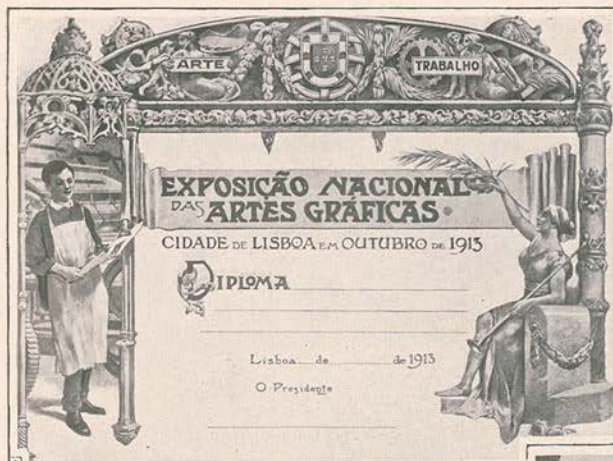 ARTE
TRABALHO
EXPOSIÇÃO NACIONAL
DAS ARTES GRÁFICAS
CIDADE DE LISBOA EM OUTUBRO DE 1913
DIPLOMA
Lisboa de de 1913
O Prezidente